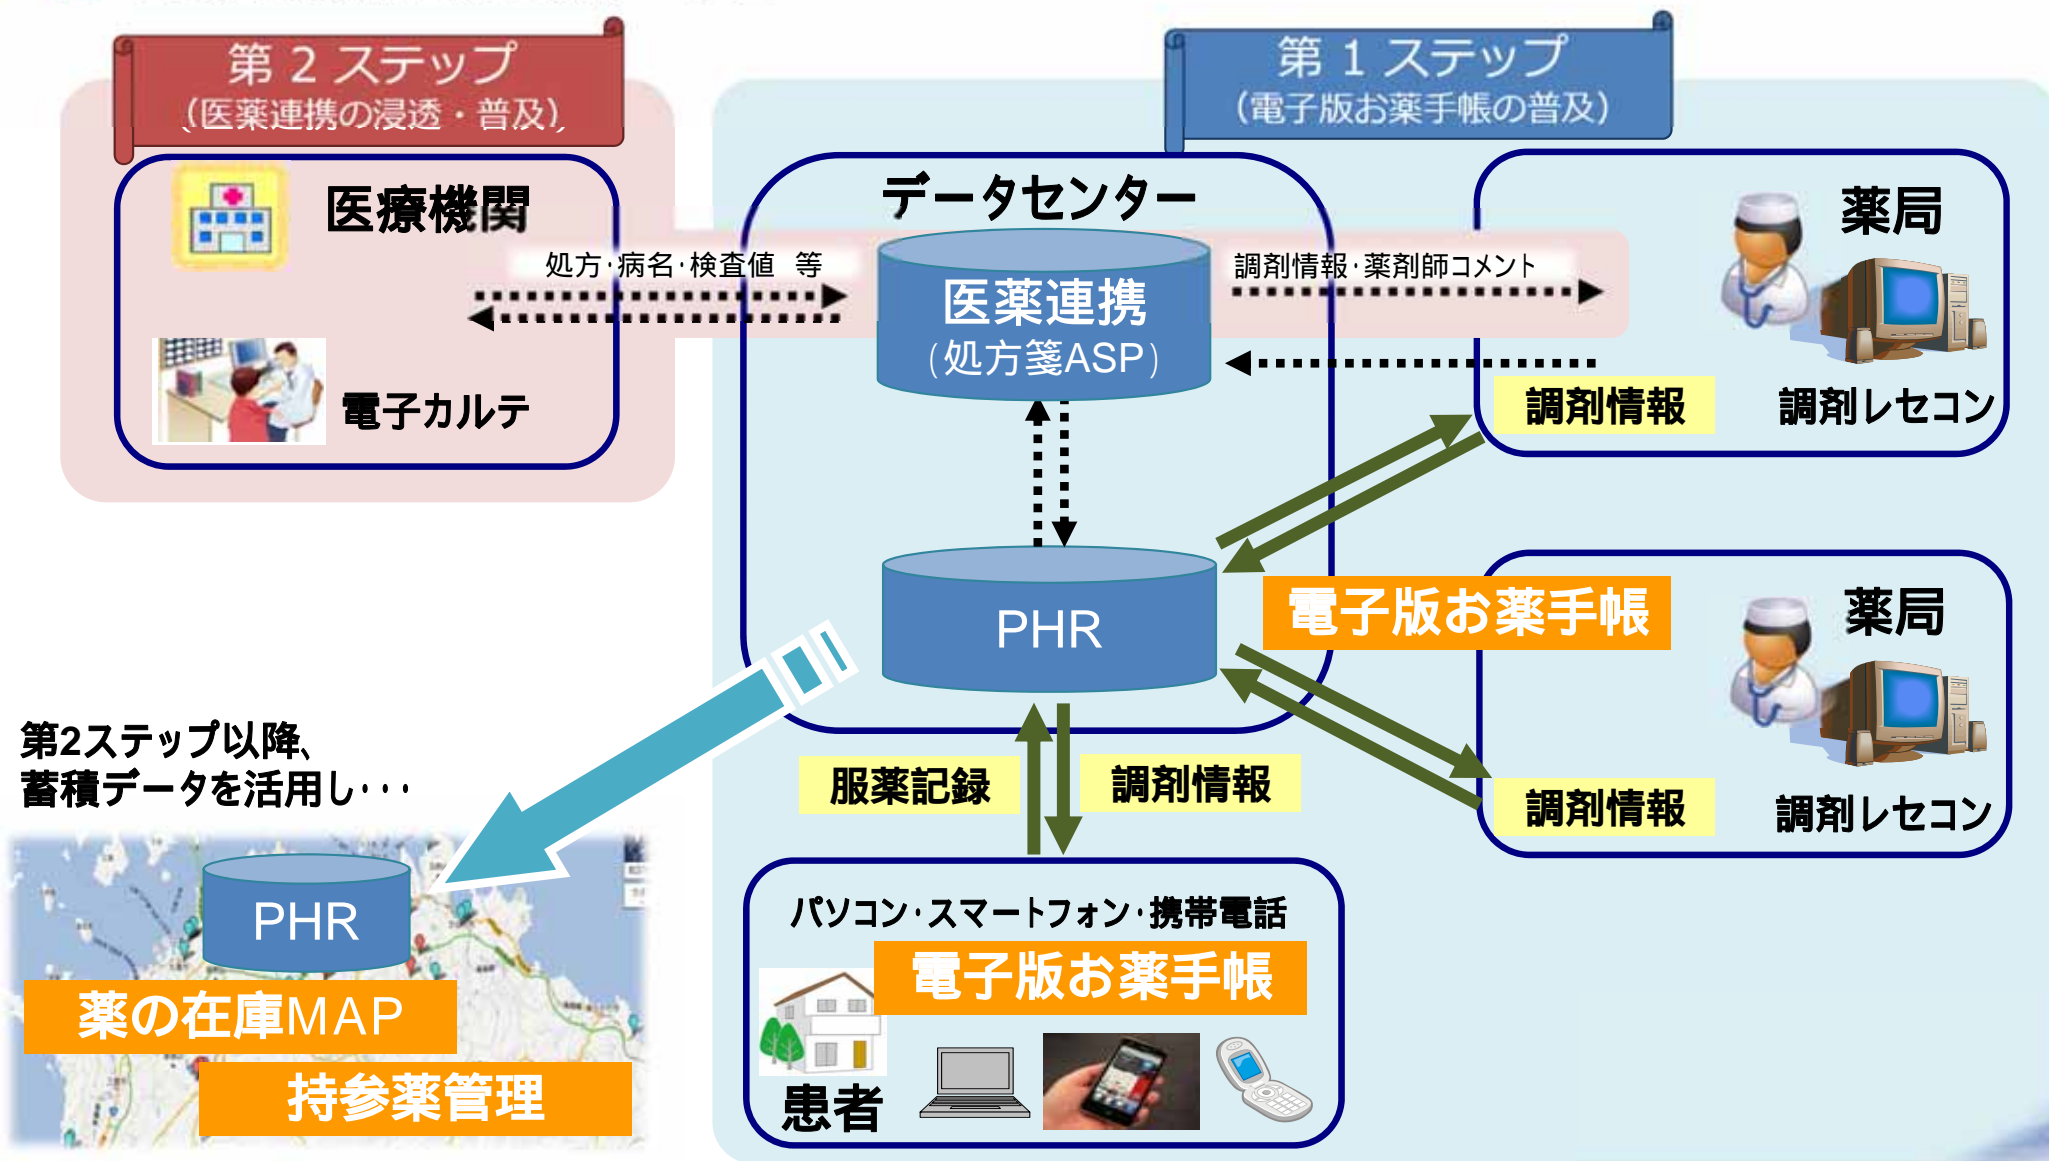 第 2 ステップ
（医薬連携の浸透・普及）
医療機関
電子カルテ
処方･病名･検査値 等
第 1 ステップ
（電子版お薬手帳の普及）
データセンター
医薬連携
（処方箋ASP）
調剤情報･薬剤師コメント
薬局
調剤情報
調剤レセコン
PHR
電子版お薬手帳
薬局
調剤情報
調剤レセコン
服薬記録
調剤情報
パソコン･スマートフォン･携帯電話
電子版お薬手帳
患者
第2ステップ以降、
蓄積データを活用し･･･
PHR
薬の在庫MAP
持参薬管理